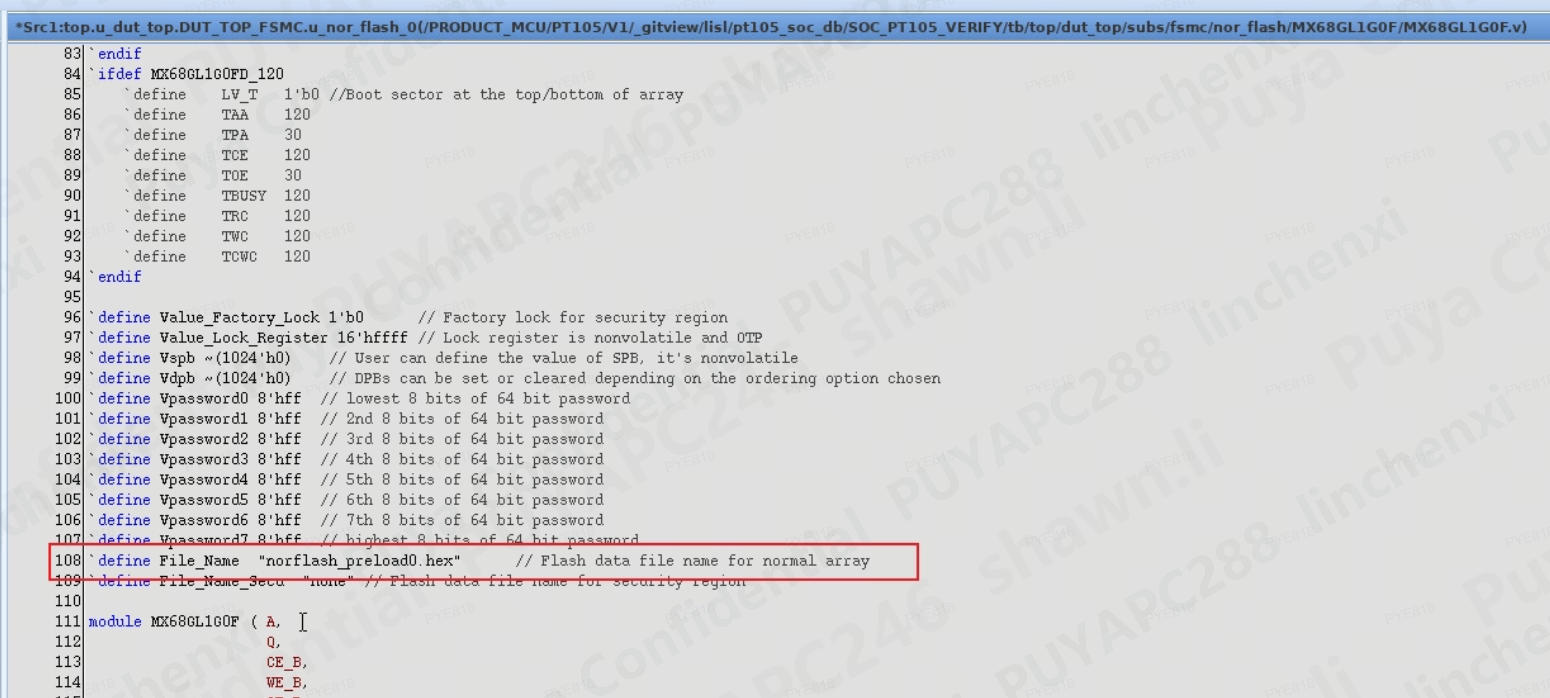 *Src1:top.u_dut_top.DUT_TOP_FSMC.u_nor_flash_0(/PRODUCT_MCU/PT105/V1/_gitview/lisl/pt105_soc_db/SOC_PT105_VERIFY/tb/top/dut_top/subs/fsmc/nor_flash/MX68GL1G0F/MX68GL1G0F.v)
83 `endif
84 `ifdef MX68GL1G0FD_120
85 `define LV_T 1'b0 //Boot sector at the top/bottom of array
86 `define TAA 120
87 `define TPA 30
88 `define TCE 120
89 `define TOE 30
90 `define TBUSY 120
91 `define TRC 120
92 `define TWC 120
93 `define TCWC 120
94 `endif
95
96 `define Value_Factory_Lock 1'b0 // Factory lock for security region
97 `define Value_Lock_Register 16'hffff // Lock register is nonvolatile and OTP
98 `define Vspb ~(1024'h0) // User can define the value of SPB, it's nonvolatile
99 `define Vdpb ~(1024'h0) // DPBs can be set or cleared depending on the ordering option chosen
100 `define Vpassword0 8'hff // lowest 8 bits of 64 bit password
101 `define Vpassword1 8'hff // 2nd 8 bits of 64 bit password
102 `define Vpassword2 8'hff // 3rd 8 bits of 64 bit password
103 `define Vpassword3 8'hff // 4th 8 bits of 64 bit password
104 `define Vpassword4 8'hff // 5th 8 bits of 64 bit password
105 `define Vpassword5 8'hff // 6th 8 bits of 64 bit password
106 `define Vpassword6 8'hff // 7th 8 bits of 64 bit password
107 `define Vpassword7 8'hff // highest 8 bits of 64 bit password
108 `define File_Name "norflash_preload0.hex" // Flash data file name for normal array
109 `define File_Name_Secu "none" // Flash data file name for security region
110
111 module MX68GL1G0F ( A,
112 Q,
113 CE_B,
114 WE_B,